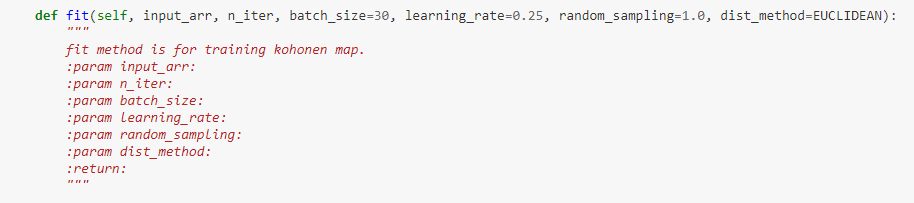 def fit(self, input_arr, n_iter, batch_size=30, learning_rate=0.25, random_sampling=1.0, dist_method=EUCLIDEAN):
"""
fit method is for training kohonen map.
:param input_arr:
:param n_iter:
:param batch_size:
:param learning_rate:
:param random_sampling:
:param dist_method:
:return:
"""